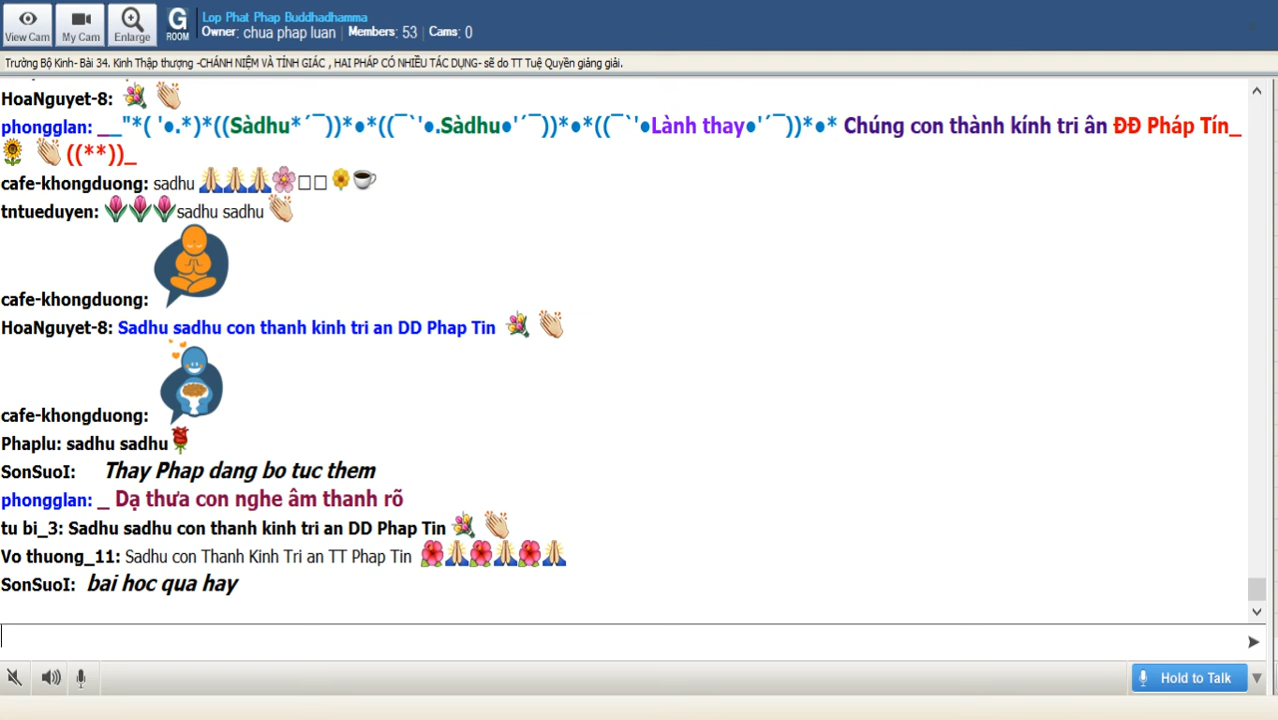 View Cam
My Cam
Enlarge
G
ROOM
Lop Phat Phap Buddhadhamma
Owner: chua phap luan | Members: 53 | Cams: 0
Trường Bộ Kinh- Bài 34. Kinh Thập thượng -CHÁNH NIỆM VÀ TỈNH GIÁC , HAI PHÁP CÓ NHIỀU TÁC DỤNG- sẽ do TT Tuệ Quyền giảng giải.
HoaNguyet-8: 💐 👏
phongglan: __"*( '●.*)*((Sàdhu*´¯))*●*((¯`'●.Sàdhu●'´¯))*●*((¯`'●Lành thay●'´¯))*●* Chúng con thành kính tri ân ĐĐ Pháp Tín_
🌻 👏 ((**))_
cafe-khongduong: sadhu 🙏🙏🙏🌸□□ 🌼☕
tntueduyen: 🌷🌷🌷sadhu sadhu 👏
cafe-khongduong:
HoaNguyet-8: Sadhu sadhu con thanh kinh tri an DD Phap Tin 💐 👏
cafe-khongduong:
Phaplu: sadhu sadhu🌹
SonSuoI: Thay Phap dang bo tuc them
phongglan: _ Dạ thưa con nghe âm thanh rõ
tu bi_3: Sadhu sadhu con thanh kinh tri an DD Phap Tin 💐 👏
Vo thuong_11: Sadhu con Thanh Kinh Tri an TT Phap Tin 🌺🙏🌺🙏🌺🙏
SonSuoI: bai hoc qua hay
Hold to Talk